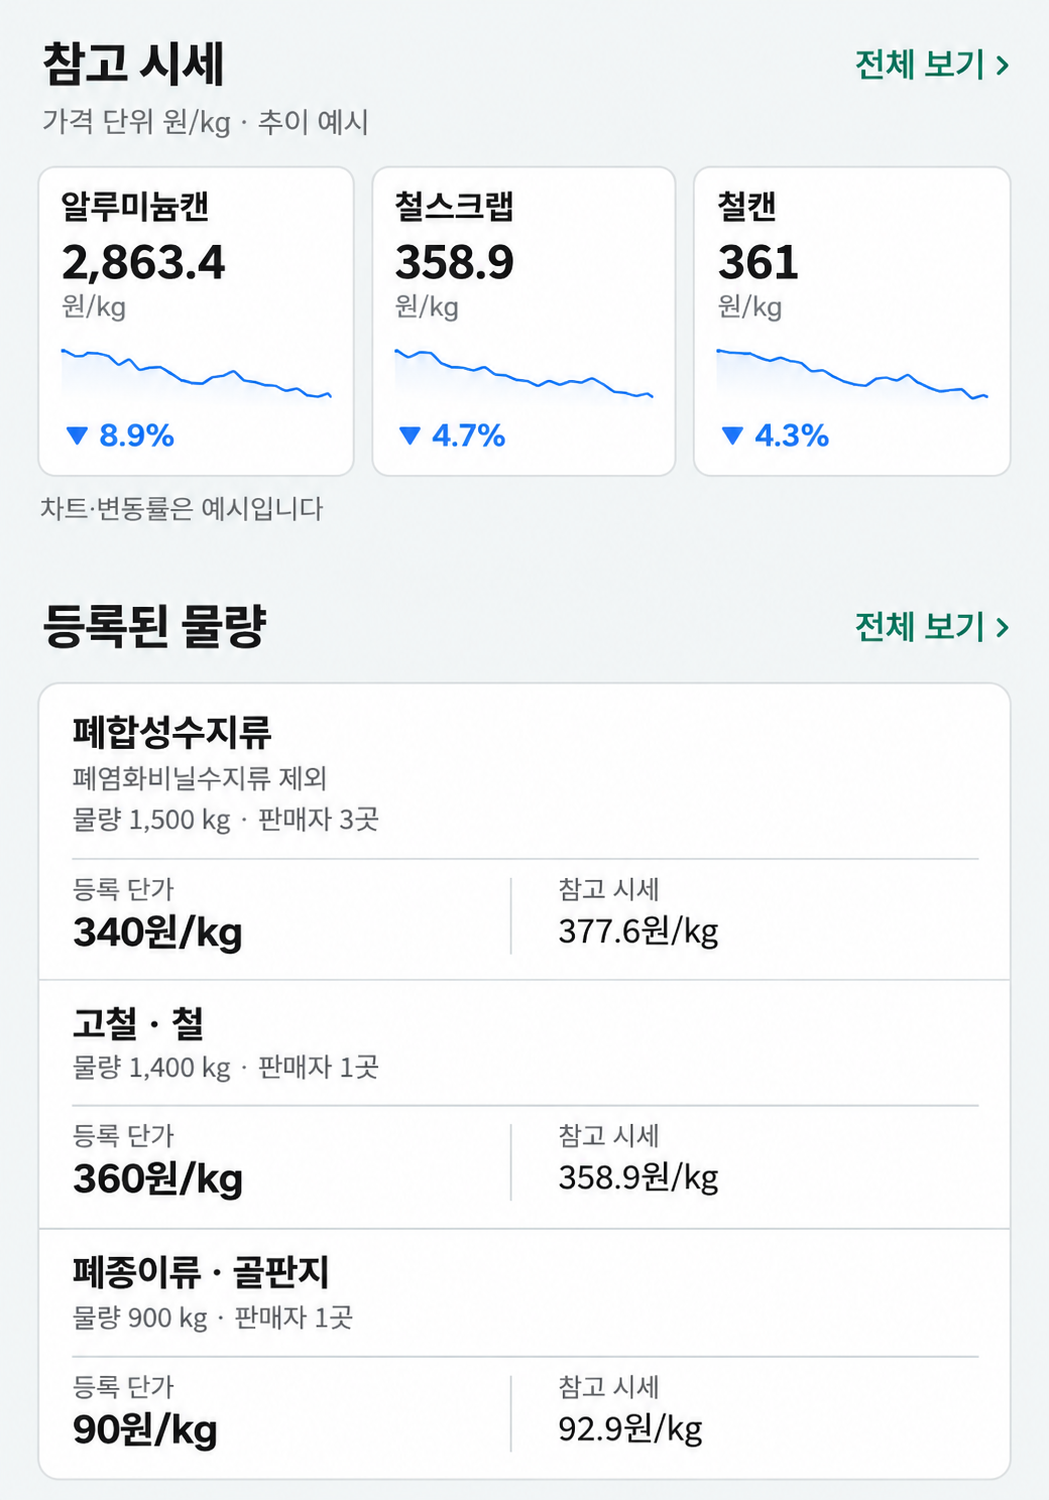 참고 시세
전체 보기 >
가격 단위 원/kg · 추이 예시
알루미늄캔
2,863.4
원/kg
▼ 8.9%
철스크랩
358.9
원/kg
▼ 4.7%
철캔
361
원/kg
▼ 4.3%
차트·변동률은 예시입니다
등록된 물량
전체 보기 >
폐합성수지류
폐염화비닐수지류 제외
물량 1,500 kg · 판매자 3곳
등록 단가
340원/kg
참고 시세
377.6원/kg
고철 · 철
물량 1,400 kg · 판매자 1곳
등록 단가
360원/kg
참고 시세
358.9원/kg
폐종이류 · 골판지
물량 900 kg · 판매자 1곳
등록 단가
90원/kg
참고 시세
92.9원/kg